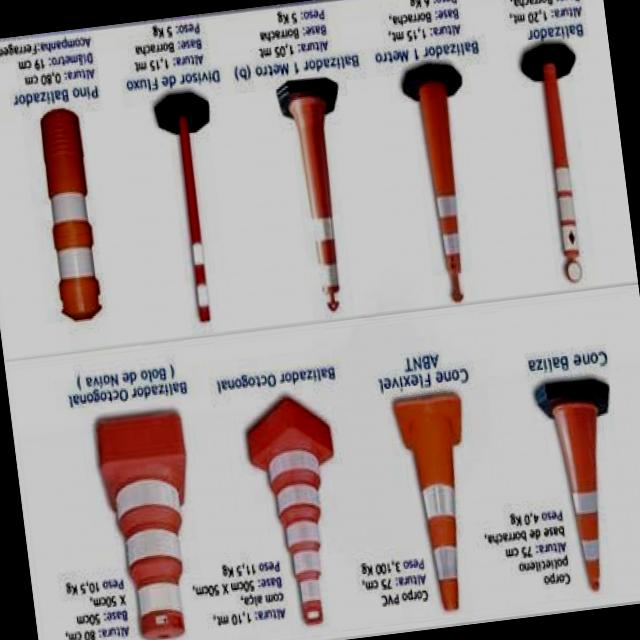 Corpo
polietileno
Altura: 75 cm
base de borracha,
Peso 4,0 Kg
Cone Baliza
Corpo PVC
Altura: 75 cm,
Peso 3,100 Kg
Cone Flexível
ABNT
Altura: 1,10 mt,
com alça,
Base: 50cm X 50cm,
Peso 11,5 Kg
Balizador Octogonal
Altura: 80 cm,
Base: 50cm
X 50cm,
Peso 10,5 Kg
Balizador Octogonal
( Bolo de Noiva )
Balizador
Altura: 1,20 mt,
Base: Borracha
Balizador 1 Metro
Altura: 1,15 mt,
Base: Borracha,
Peso: 6 Kg
Balizador 1 Metro (b)
Altura: 1,05 mt
Base: Borracha
Peso: 5 Kg
Divisor de Fluxo
Altura: 1,15 mt
Base: Borracha
Peso: 5 Kg
Pino Balizador
Altura: 0,80 cm
Diâmetro: 19 cm
Acompanha Ferragen